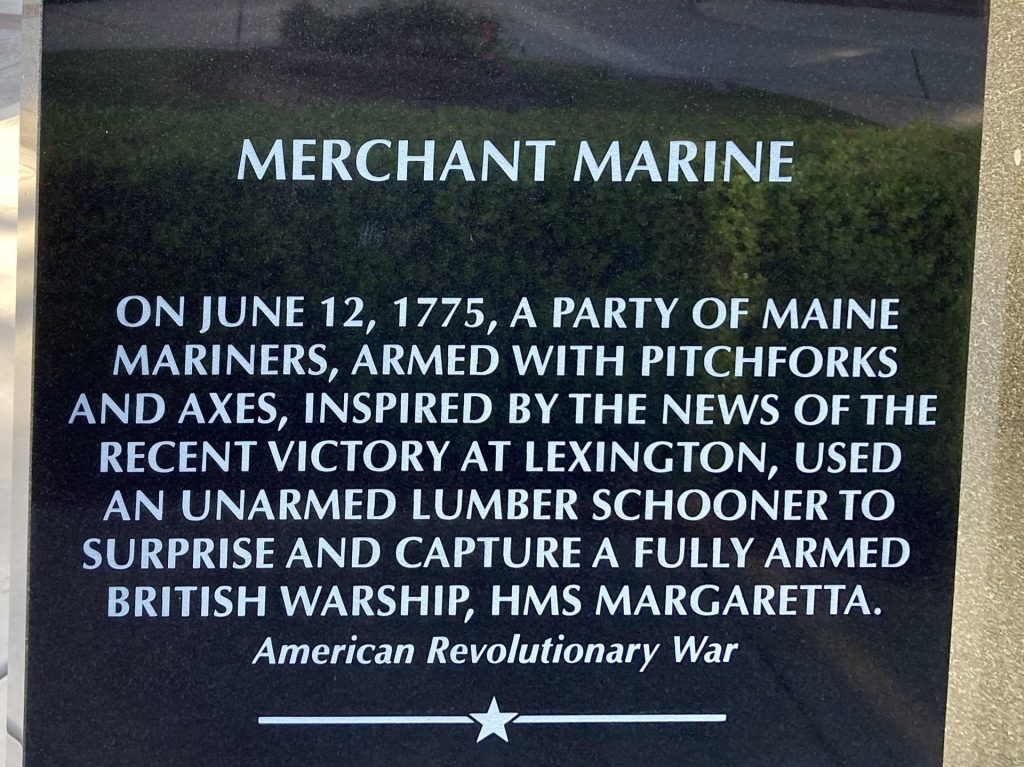 MERCHANT MARINE
ON JUNE 12, 1775, A PARTY OF MAINE
MARINERS, ARMED WITH PITCHFORKS
AND AXES, INSPIRED BY THE NEWS OF THE
RECENT VICTORY AT LEXINGTON, USED
AN UNARMED LUMBER SCHOONER TO
SURPRISE AND CAPTURE A FULLY ARMED
BRITISH WARSHIP, HMS MARGARETTA.
American Revolutionary War